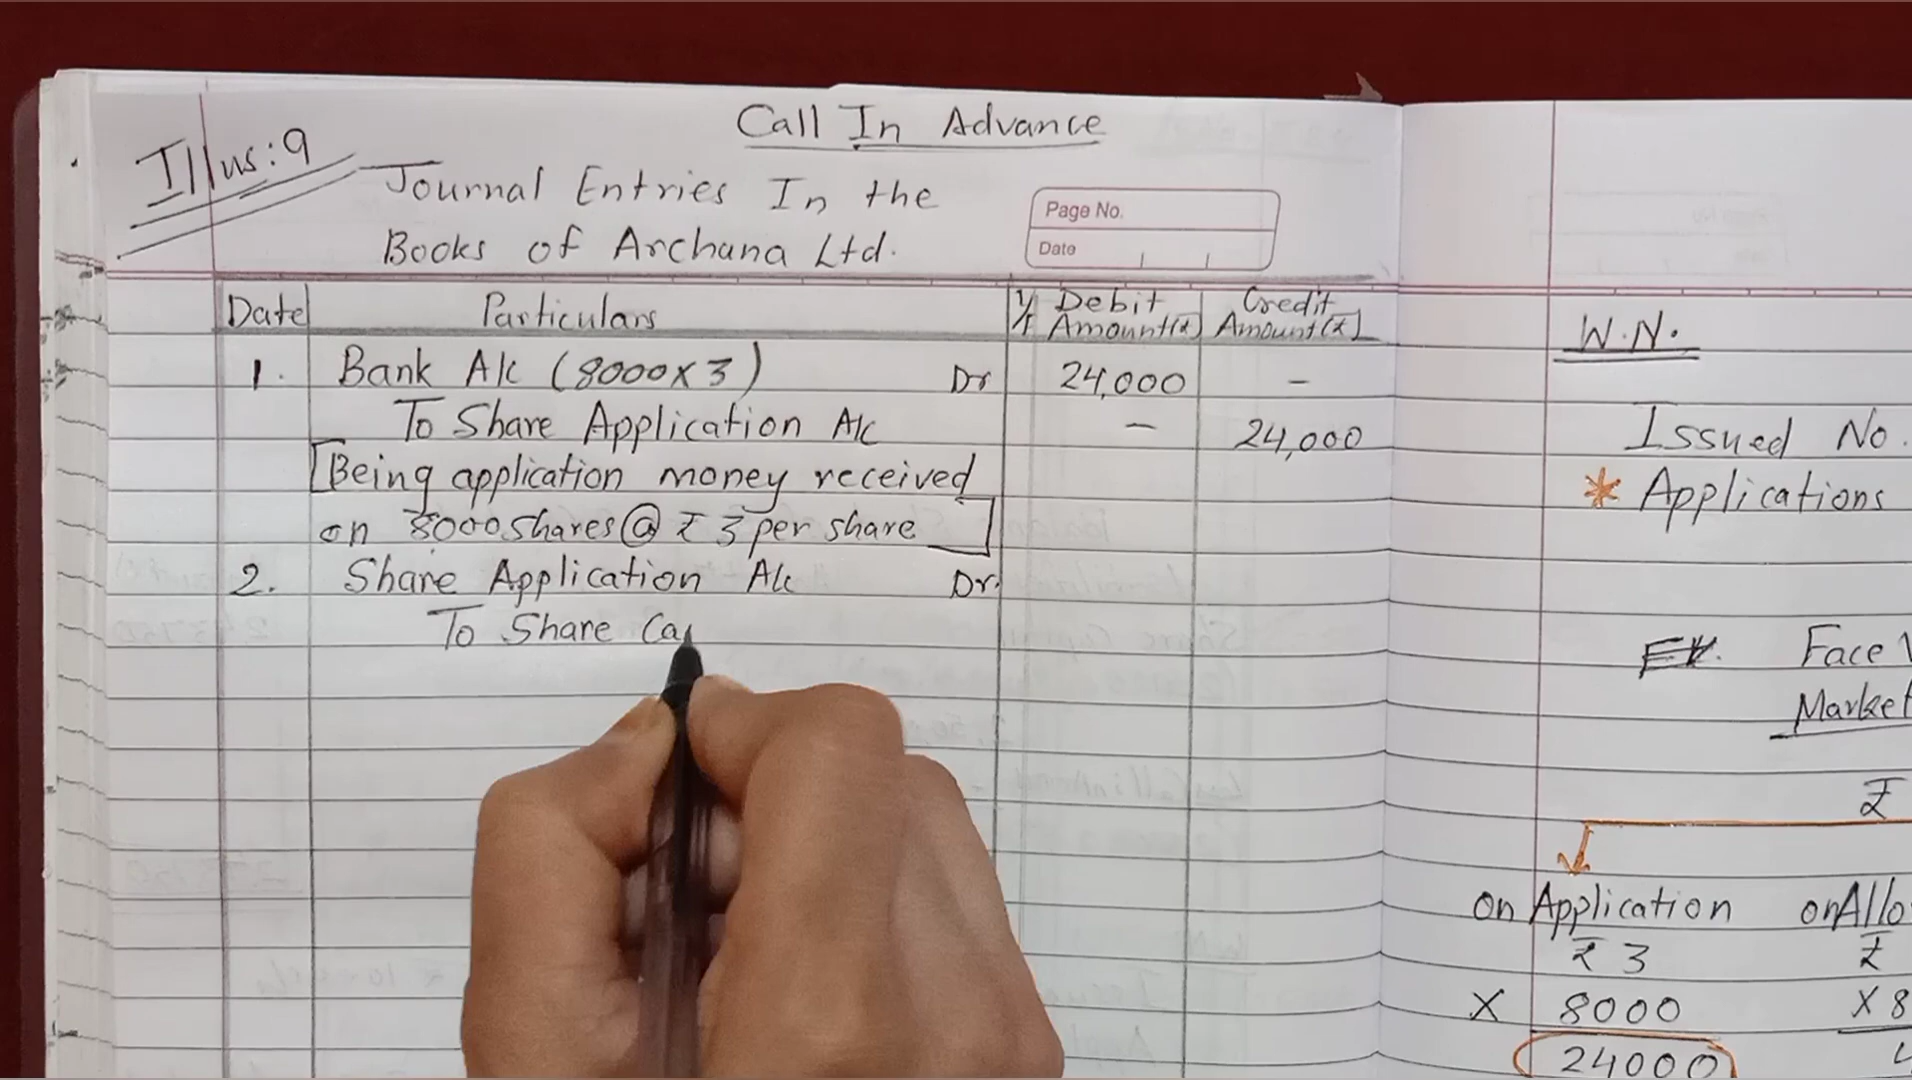 Call In Advance
Illus:9
Journal Entries In the
Books of Archana Ltd.
Page No.
Date
Date Particulars L/F Debit Amount(₹) Credit Amount(₹)
1. Bank A/c (8000x3) Dr 24,000 -
To Share Application A/c - 24,000
[Being application money received
on 8000 shares @ ₹ 3 per share]
2. Share Application A/c Dr.
To Share Ca
W.N.
Issued No.
* Applications
Face V
Market
₹
on Application on Allo
₹ 3 ₹
X 8000 X 8
24000 4